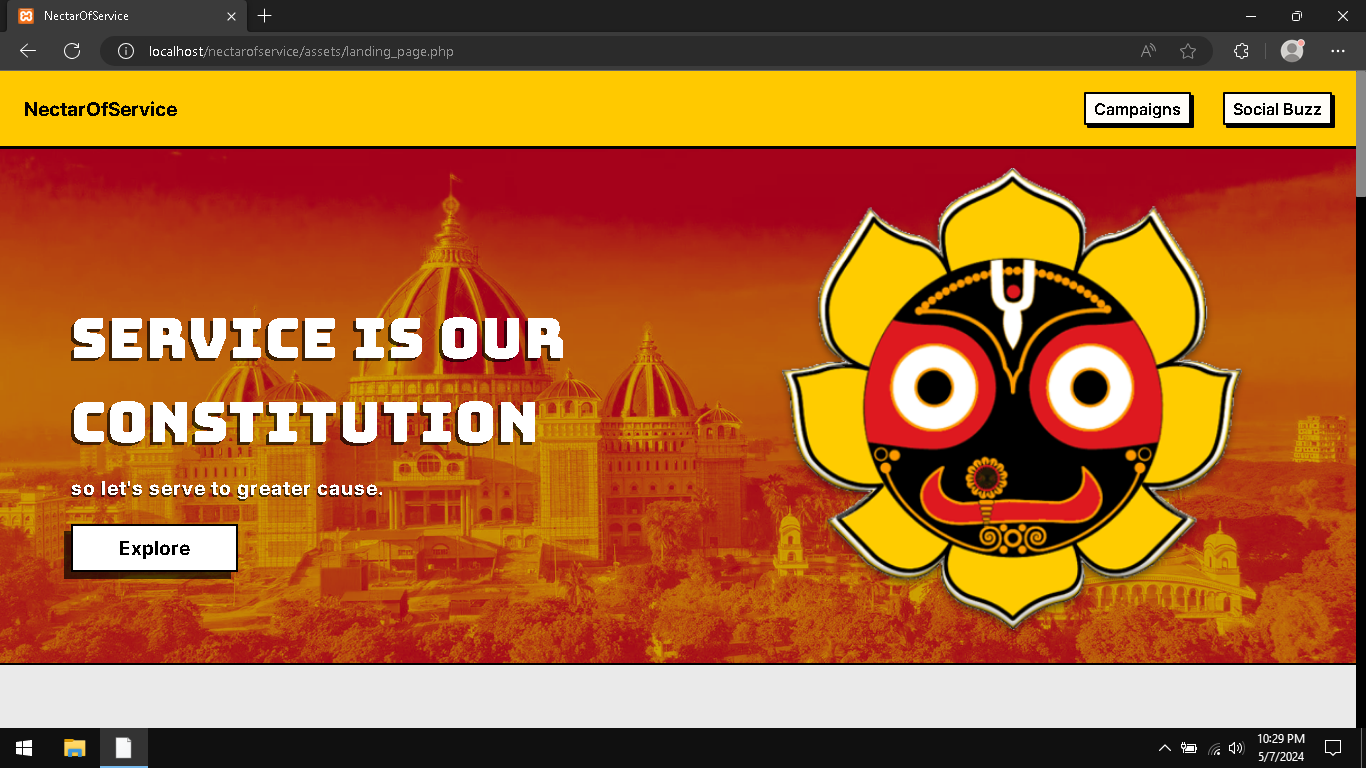 NectarOfService
localhost/nectarofservice/assets/landing_page.php
NectarOfService
Campaigns
Social Buzz
SERVICE IS OUR
CONSTITUTION
so let's serve to greater cause.
Explore
10:29 PM
5/7/2024